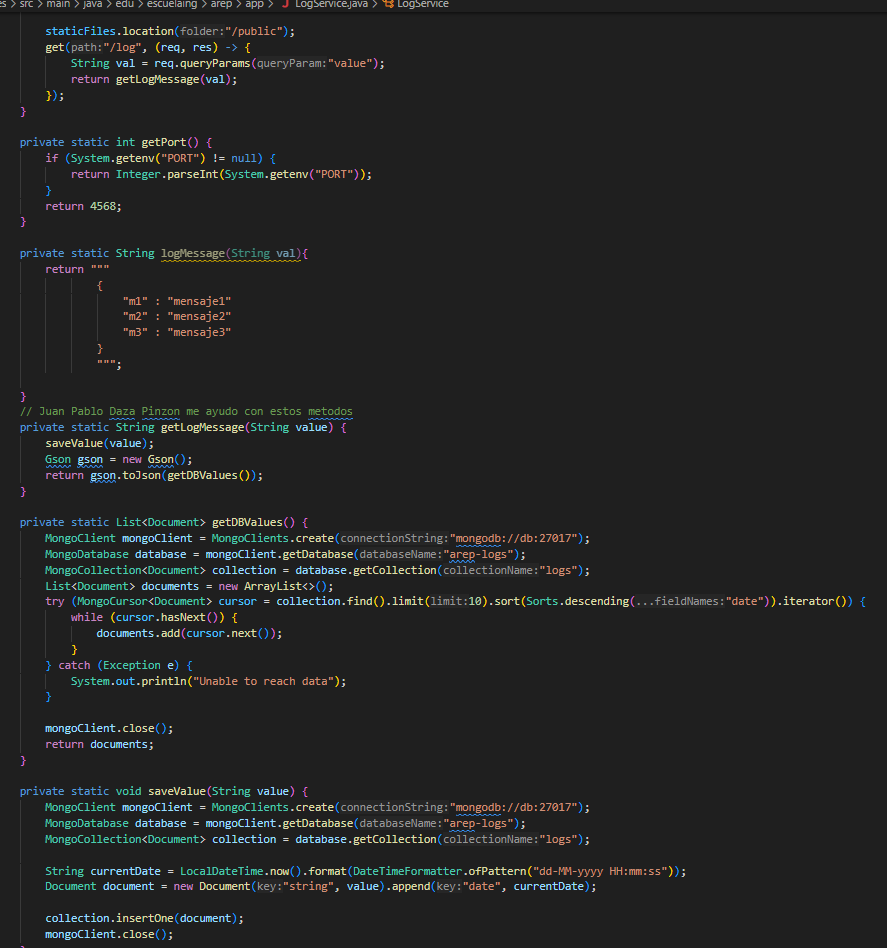 es > src > main > java > edu > escuelaing > arep > app > J LogService.java > LogService
staticFiles.location(folder:"/public");
get(path:"/log", (req, res) -> {
String val = req.queryParams(queryParam:"value");
return getLogMessage(val);
});
}
private static int getPort() {
if (System.getenv("PORT") != null) {
return Integer.parseInt(System.getenv("PORT"));
}
return 4568;
}
private static String logMessage(String val){
return """
{
"m1" : "mensaje1"
"m2" : "mensaje2"
"m3" : "mensaje3"
}
""";
}
// Juan Pablo Daza Pinzon me ayudo con estos metodos
private static String getLogMessage(String value) {
saveValue(value);
Gson gson = new Gson();
return gson.toJson(getDBValues());
}
private static List<Document> getDBValues() {
MongoClient mongoClient = MongoClients.create(connectionString:"mongodb://db:27017");
MongoDatabase database = mongoClient.getDatabase(databaseName:"arep-logs");
MongoCollection<Document> collection = database.getCollection(collectionName:"logs");
List<Document> documents = new ArrayList<>();
try (MongoCursor<Document> cursor = collection.find().limit(limit:10).sort(Sorts.descending(...fieldNames:"date")).iterator()) {
while (cursor.hasNext()) {
documents.add(cursor.next());
}
} catch (Exception e) {
System.out.println("Unable to reach data");
}
mongoClient.close();
return documents;
}
private static void saveValue(String value) {
MongoClient mongoClient = MongoClients.create(connectionString:"mongodb://db:27017");
MongoDatabase database = mongoClient.getDatabase(databaseName:"arep-logs");
MongoCollection<Document> collection = database.getCollection(collectionName:"logs");
String currentDate = LocalDateTime.now().format(DateTimeFormatter.ofPattern("dd-MM-yyyy HH:mm:ss"));
Document document = new Document(key:"string", value).append(key:"date", currentDate);
collection.insertOne(document);
mongoClient.close();